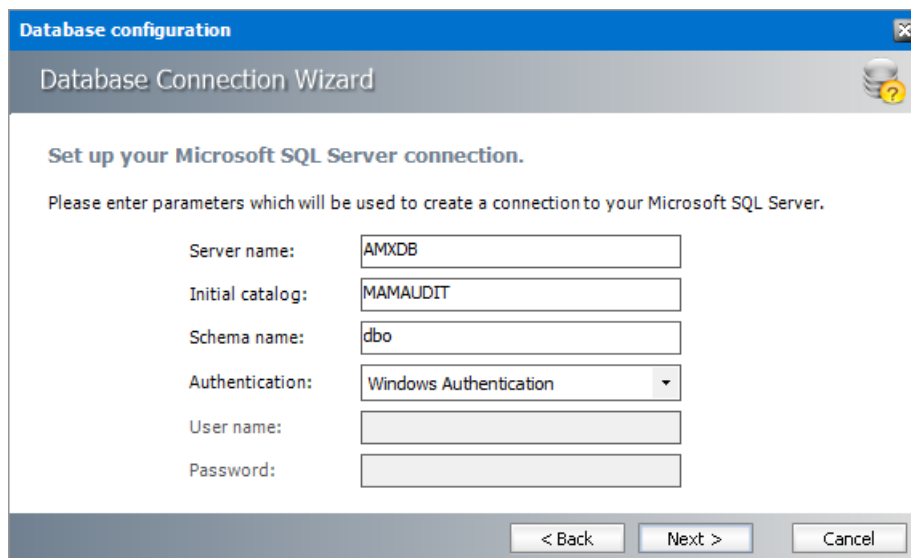 Database configuration
Database Connection Wizard
Set up your Microsoft SQL Server connection.
Please enter parameters which will be used to create a connection to your Microsoft SQL Server.
Server name: AMXDB
Initial catalog: MAMAUDIT
Schema name: dbo
Authentication: Windows Authentication
User name:
Password:
< Back Next > Cancel